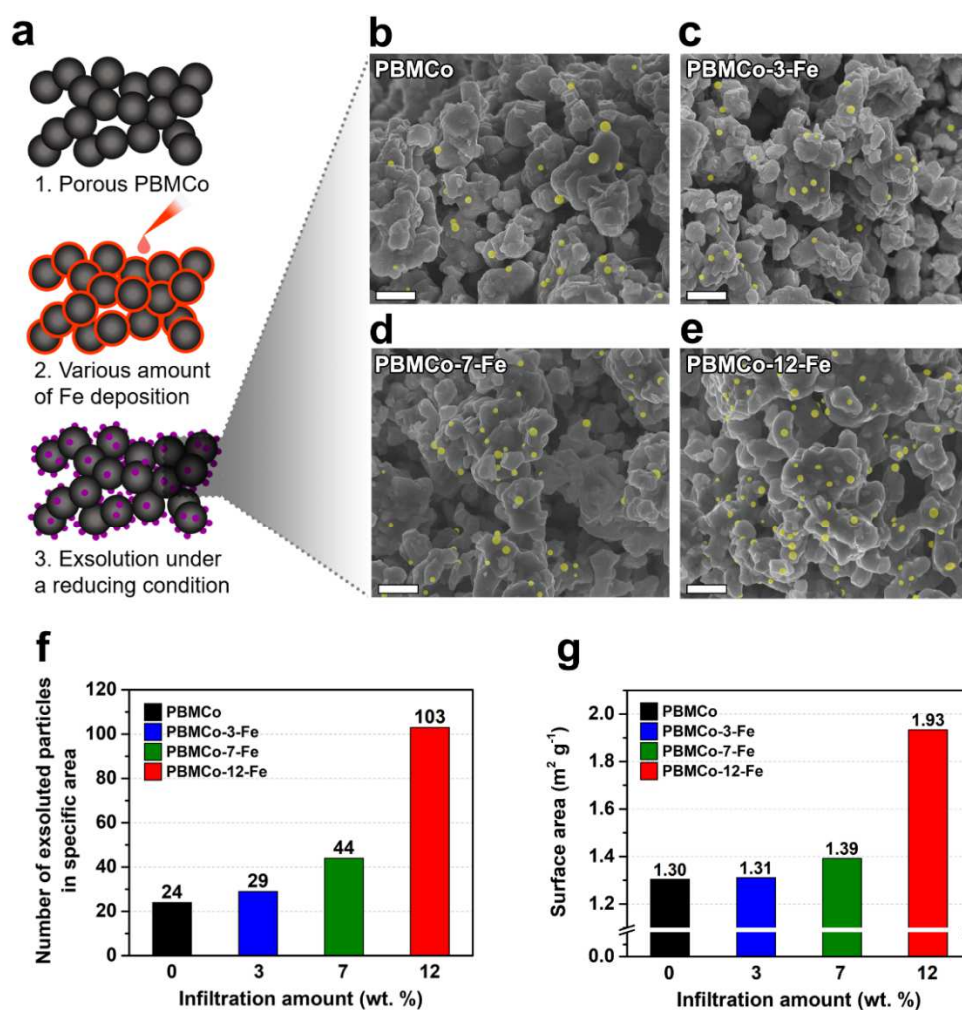 a
1. Porous PBMCo
2. Various amount
of Fe deposition
3. Exsolution under
a reducing condition
b
PBMCo
c
PBMCo-3-Fe
d
PBMCo-7-Fe
e
PBMCo-12-Fe
f
Number of exsoluted particles
in specific area
120
100
80
60
40
20
0
PBMCo
PBMCo-3-Fe
PBMCo-7-Fe
PBMCo-12-Fe
24
29
44
103
0 3 7 12
Infiltration amount (wt. %)
g
Surface area (m² g⁻¹)
2.0
1.8
1.6
1.4
1.2
0.0
PBMCo
PBMCo-3-Fe
PBMCo-7-Fe
PBMCo-12-Fe
1.30
1.31
1.39
1.93
0 3 7 12
Infiltration amount (wt. %)